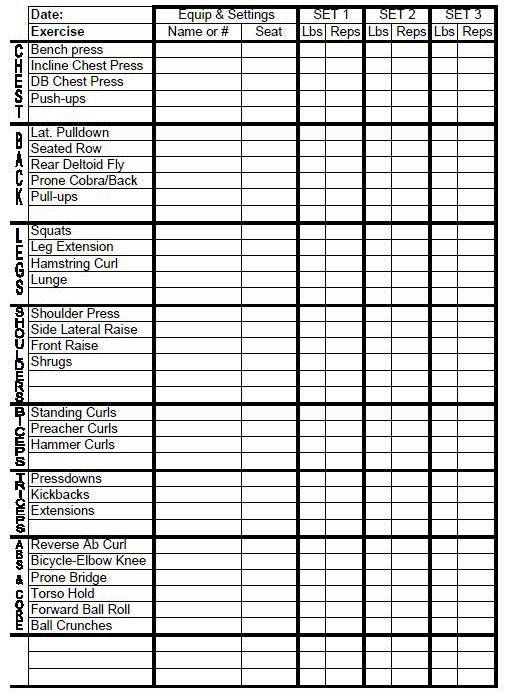 Date: Equip & Settings SET 1 SET 2 SET 3
Exercise Name or # Seat Lbs Reps Lbs Reps Lbs Reps
CHEST
Bench press
Incline Chest Press
DB Chest Press
Push-ups
BACK
Lat. Pulldown
Seated Row
Rear Deltoid Fly
Prone Cobra/Back
Pull-ups
LEGS
Squats
Leg Extension
Hamstring Curl
Lunge
SHOULDERS
Shoulder Press
Side Lateral Raise
Front Raise
Shrugs
BICEPS
Standing Curls
Preacher Curls
Hammer Curls
TRICEPS
Pressdowns
Kickbacks
Extensions
ABS & CORE
Reverse Ab Curl
Bicycle-Elbow Knee
Prone Bridge
Torso Hold
Forward Ball Roll
Ball Crunches